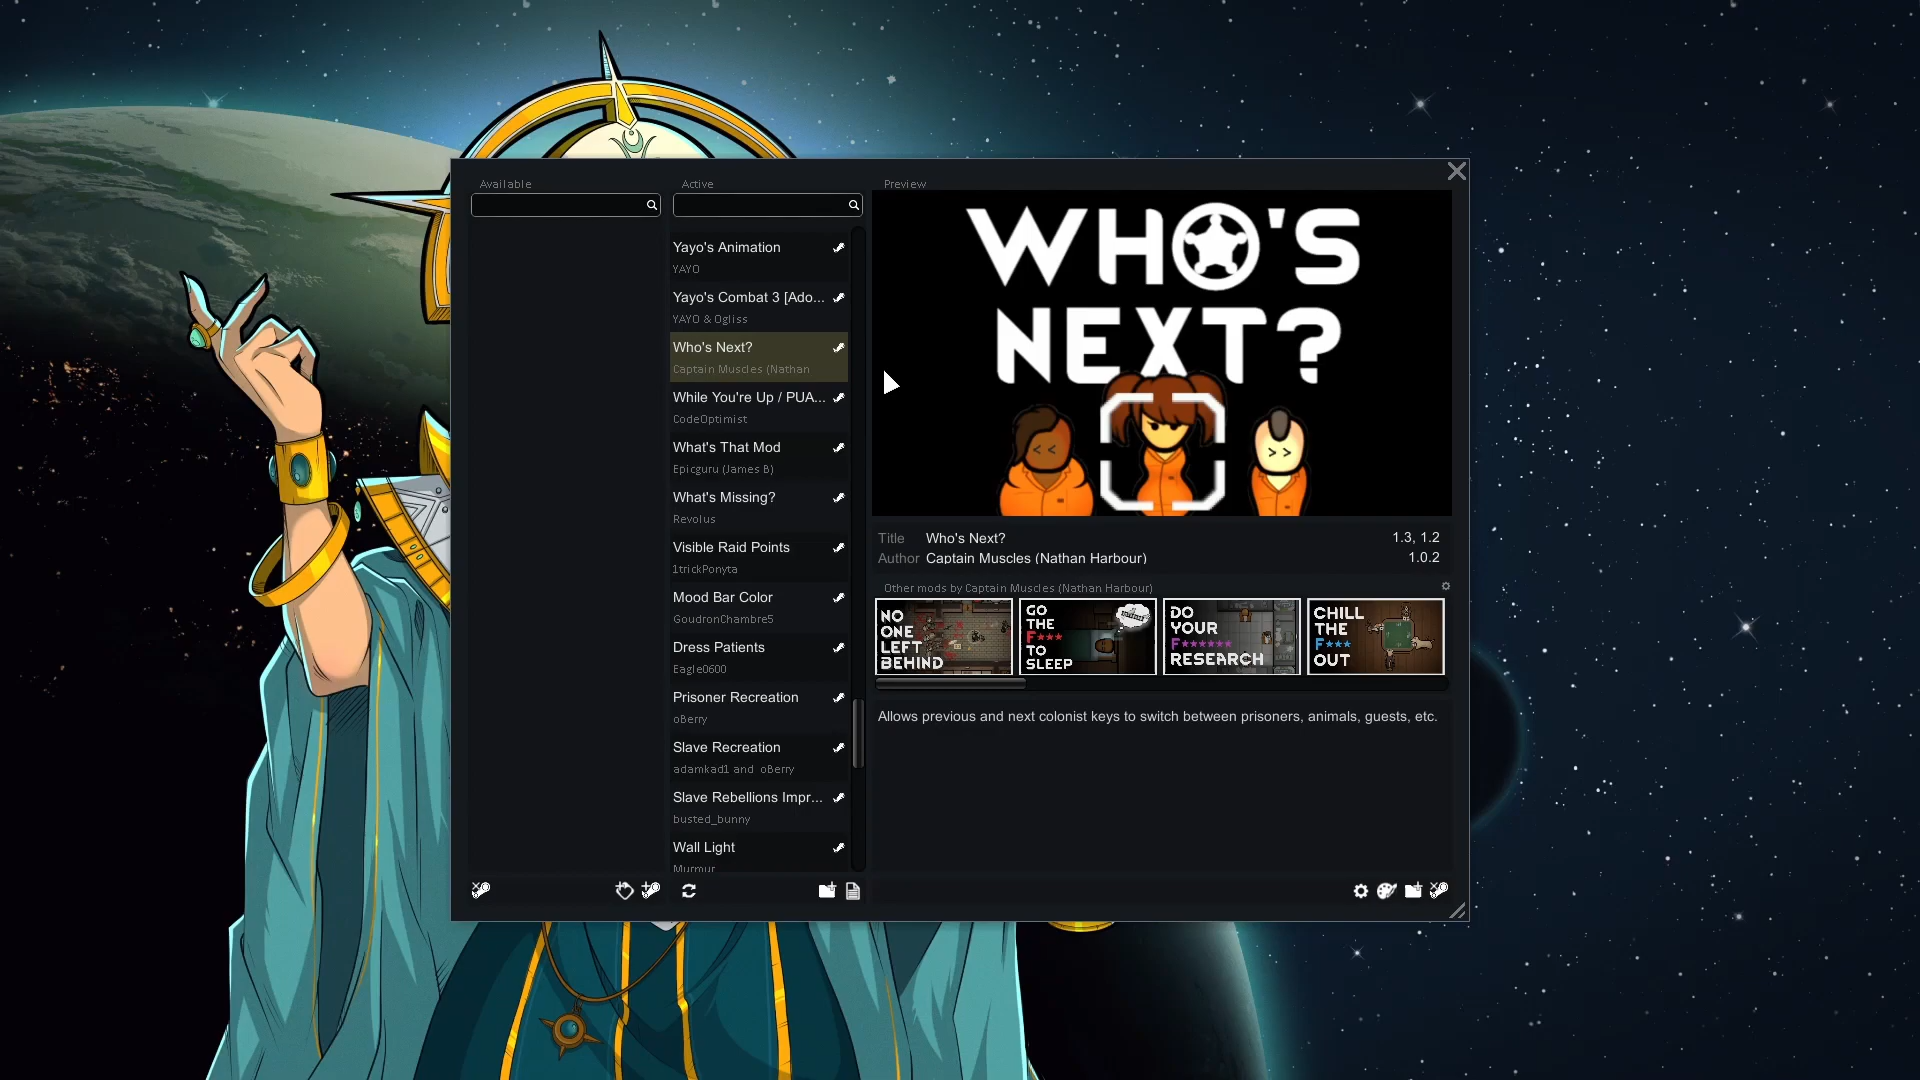 Available
Active
Preview
Yayo's Animation
YAYO
Yayo's Combat 3 [Ado...
YAYO & Ogliss
Who's Next?
Captain Muscles (Nathan
While You're Up / PUA...
CodeOptimist
What's That Mod
Epicguru (James B)
What's Missing?
Revolus
Visible Raid Points
1trickPonyta
Mood Bar Color
GoudronChambre5
Dress Patients
Eagle0600
Prisoner Recreation
oBerry
Slave Recreation
adamkad1 and oBerry
Slave Rebellions Impr...
busted_bunny
Wall Light
Murmur
WHO'S
NEXT?
Title Who's Next? 1.3, 1.2
Author Captain Muscles (Nathan Harbour) 1.0.2
Other mods by Captain Muscles (Nathan Harbour)
NO
ONE
LEFT
BEHIND
GO
THE
F***
TO
SLEEP
DO
YOUR
F******
RESEARCH
CHILL
THE
F***
OUT
Allows previous and next colonist keys to switch between prisoners, animals, guests, etc.